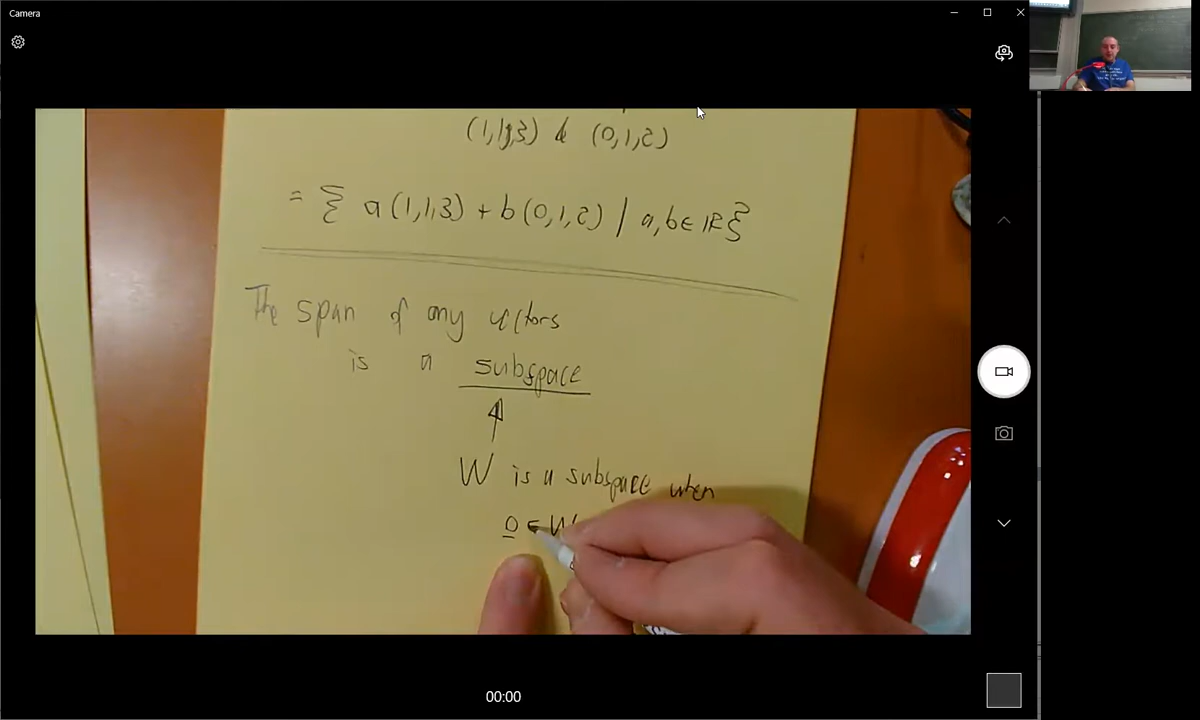 Camera
(1,1,3) & (0,1,2)
= { a(1,1,3) + b(0,1,2) | a,b ∈ ℝ }
The span of any vectors
is a subspace
W is a subspace when
0 ∈ W
00:00